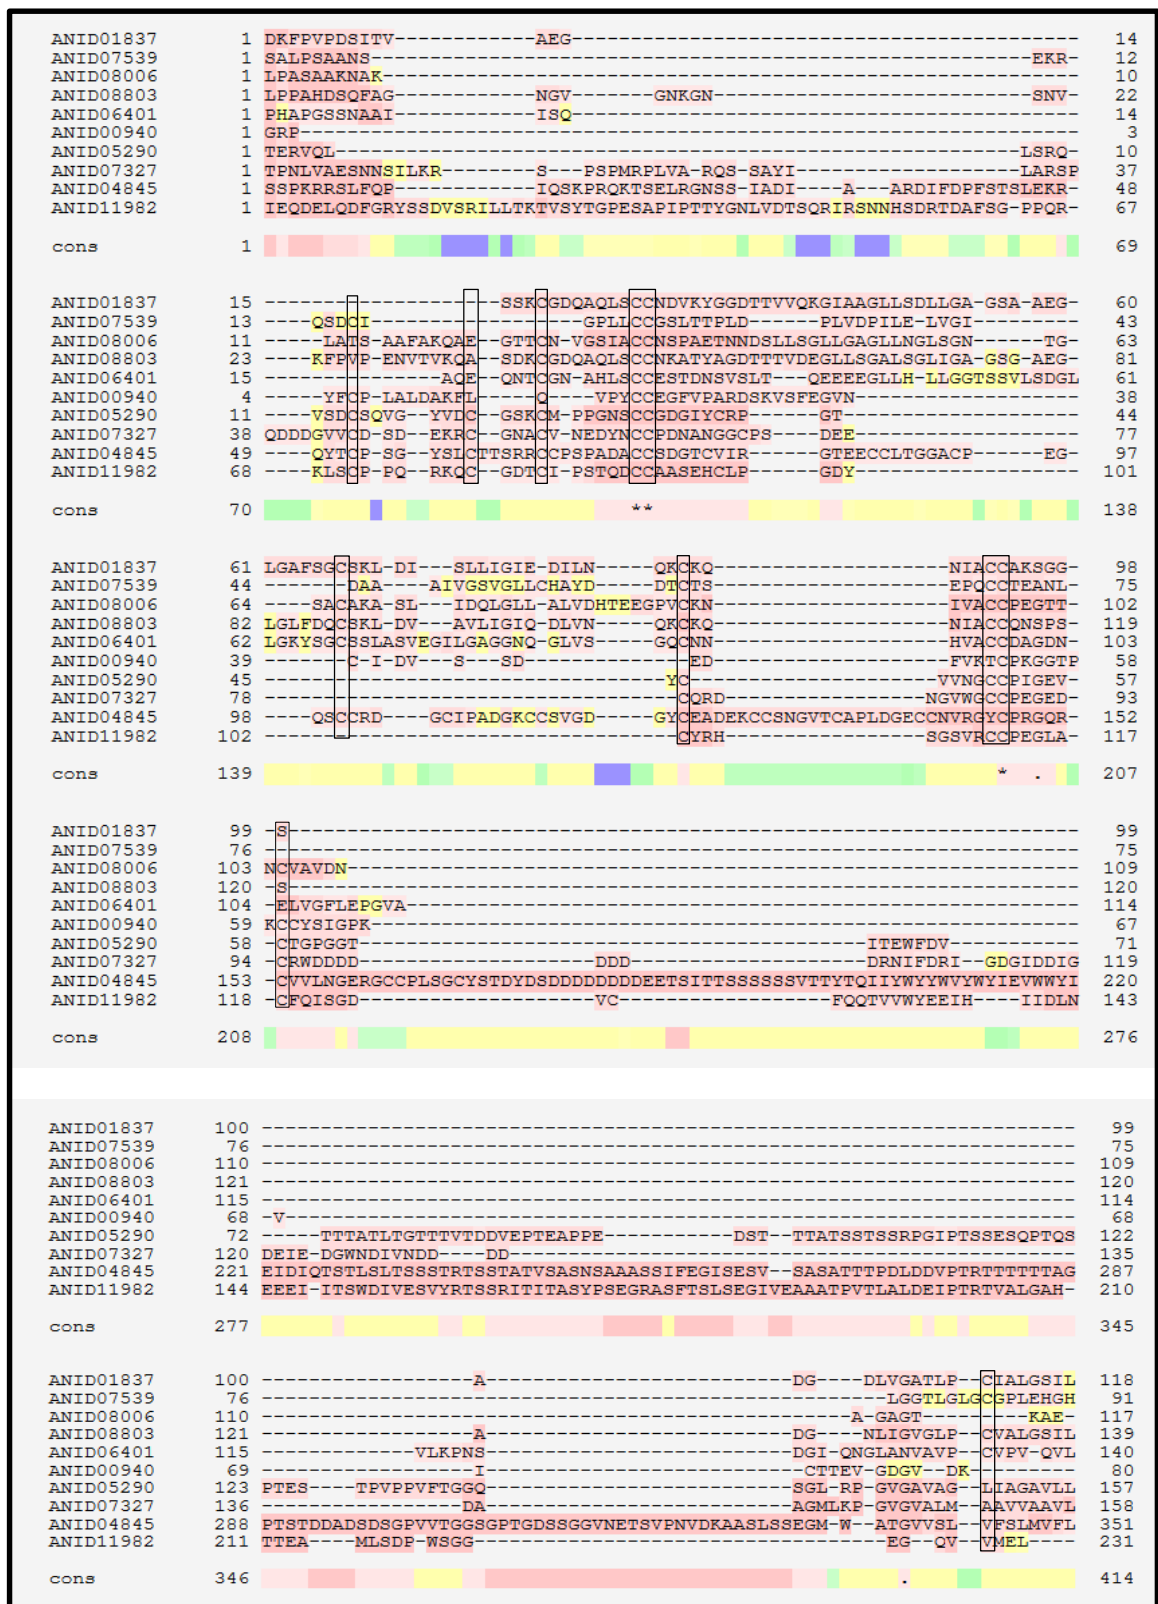 ANID01837 1 DKFPVPDSITV------------AEG------------------------------------------- 14
ANID07539 1 SALPSAANS--------------------------------------------------------EKR- 12
ANID08006 1 LPASAAKNAK----------------------------------------------------------- 10
ANID08803 1 LPPAHDSQFAG------------NGV------GNKGN---------------------------SNV- 22
ANID06401 1 PHAPGSSNAAI------------ISQ------------------------------------------- 14
ANID00940 1 GRP------------------------------------------------------------------ 3
ANID05290 1 TERVQL----------------------------------------------------------LSRQ- 10
ANID07327 1 TPNLVAESNNSILKR--------S--PSPMRPLVA-RQS-SAYI--------------------LARSP 37
ANID04845 1 SSPKRRSLFQP------------IQSKPRQKTSELRGNSS-IADI----A---ARDIFDPFSTSLEKR- 48
ANID11982 1 IEQDELQDFGRYSSDVSRILLTKTVSYTGPESAPIPTTYGNLVDTSQRIRSNNHSDRTDAFSG-PPQR- 67
cons 1 69
ANID01837 15 --------------------SSKCGDQAQLSCCNDVKYGGDTTVVQKGIAAGLLSDLLGA-GSA-AEG- 60
ANID07539 13 ----QSDCI------------------GPLLCCGSLTTPLD------PLVDPILE-LVGI--------- 43
ANID08006 11 ----LATS-AAFAKQAE--GTTCN-VGSIACCNSPAETNNDSLLSGLLGAGLLNGLSGN-----TG- 63
ANID08803 23 ----KFPVP-ENVTVKQA--SDKCGDQAQLSCCNKATYAGDTTTVDEGLLSGALSGLIGA-GSG-AEG- 81
ANID06401 15 ---------------AQE--QNTCGN-AHLSCCESTDNSVSLT---QEEEEGLLH-LLGGTSSVLSDGL 61
ANID00940 4 -----YFCP-LALDAKFL-----Q----VPYCCEGFVPARDSKVSFEGVN------------------- 38
ANID05290 11 ----VSDCSQVG--YVDC--GSKCM-PPGNSCCGDGIYCRP------GT-------------------- 44
ANID07327 38 QDDDGVVCD-SD--EKRC--GNACV-NEDYNCCPDNANGGCPS----DEE------------------- 77
ANID04845 49 ----QYTCP-SG--YSLCTTSRRCCPSPADACCSDGTCVIR------GTEECCLTGGACP-----EG- 97
ANID11982 68 ----KLSCP-PQ--RKQC--GDTCI-PSTQDCCAASEHCLP------GDY------------------- 101
cons 70 ** 138
ANID01837 61 LGAFSGCSKL-DI---SLLIGIE-DILN-----QKCKQ-------------------NIACCAKSGG- 98
ANID07539 44 -------DAA----AIVGSVGLLCHAYD-----DTCTS-------------------EPQCCTEANL- 75
ANID08006 64 ----SACAKA-SL---IDQLGLL-ALVDHTEEGPVCKN-------------------IVACCPEGTT- 102
ANID08803 82 LGLFDQCSKL-DV---AVLIGIQ-DLVN-----QKCKQ-------------------NIACCQNSPS- 119
ANID06401 62 LGKYSGCSSLASVEGILGAGGNQ-GLVS-----GQCNN-------------------HVACCDAGDN- 103
ANID00940 39 -------C-I-DV---S---SD------------ED--------------------FVKTCPKGGTP 58
ANID05290 45 ----------------------------------YC----------------------VVNGCCPIGEV- 57
ANID07327 78 -----------------------------------CQRD-----------------NGVWGCCPEGED- 93
ANID04845 98 ----QSCCRD----GCIPADGKCCSVGD-----GYCEADEKCCSNGVTCAPLDGECCNVRGYCPRGQR- 152
ANID11982 102 -----------------------------------CYRH-----------------SGSVRCCPEGLA- 117
cons 139 * . 207
ANID01837 99 -S------------------------------------------------------------------- 99
ANID07539 76 --------------------------------------------------------------------- 75
ANID08006 103 NCVAVDN-------------------------------------------------------------- 109
ANID08803 120 -S------------------------------------------------------------------- 120
ANID06401 104 -ELVGFLEPGVA--------------------------------------------------------- 114
ANID00940 59 KCCYSIGPK------------------------------------------------------------ 67
ANID05290 58 -CTGPGGT-------------------------------------------ITEWFDV----------- 71
ANID07327 94 -CRWDDDD--------------------DDD--------------------DRNIFDRI--GDGIDDIG 119
ANID04845 153 -CVVLNGERGCCPLSGCYSTDYDSDDDDDDDDEETSITTSSSSSSVTTYTQIIYWYYWVYWYIEVWWYI 220
ANID11982 118 -CFQISGD--------------------VC------------------FQQTVVWYEEIH---IIDLN 143
cons 208 276
ANID01837 100 --------------------------------------------------------------------- 99
ANID07539 76 --------------------------------------------------------------------- 75
ANID08006 110 --------------------------------------------------------------------- 109
ANID08803 121 --------------------------------------------------------------------- 120
ANID06401 115 --------------------------------------------------------------------- 114
ANID00940 68 -V------------------------------------------------------------------- 68
ANID05290 72 -----TTTATLTGTTTVTDDVEPTEAPPE-----------DST--TTATSSTSSRPGIPTSSESQPTQS 122
ANID07327 120 DEIE-DGWNDIVNDD----DD------------------------------------------------ 135
ANID04845 221 EIDIQTSTLSLTSSSTRTSSTATVSASNSAAASSIFEGISESV--SASATTTPDLDDVPTRTTTTTTAG 287
ANID11982 144 EEEI-ITSWDIVESVYRTSSRITITASYPSEGRASFTSLSEGIVEAAATPVTLALDEIPTRTVALGAH- 210
cons 277 345
ANID01837 100 ------------------A--------------------------DG----DLVGATLP--CIALGSIL 118
ANID07539 76 -----------------------------------------------------LGGTLGLGCGPLEHGH 91
ANID08006 110 --------------------------------------------------A-GAGT---------KAE- 117
ANID08803 121 ------------------A--------------------------DG----NLIGVGLP--CVALGSIL 139
ANID06401 115 -------------VLKPNS--------------------------DGI-QNGLANVAVP--CVPV-QVL 140
ANID00940 69 ------------------I---------------------------CTTEV-GDGV--DK--------- 80
ANID05290 123 PTES---TPVPPVFTGGQ---------------------------SGL-RP-GVGAVAG--LIAGAVLL 157
ANID07327 136 -----------------DA--------------------------AGMLKP-GVGVALM--AAVVAAVL 158
ANID04845 288 PTSTDDADSDSGPVVTGGSGPTGDSSGGVNETSVPNVDKAASLSSEGM-W--ATGVVSL--VFSLMVFL 351
ANID11982 211 TTEA----MLSDP-WSGG-----------------------------------EG--QV--VMEL---- 231
cons 346 . 414